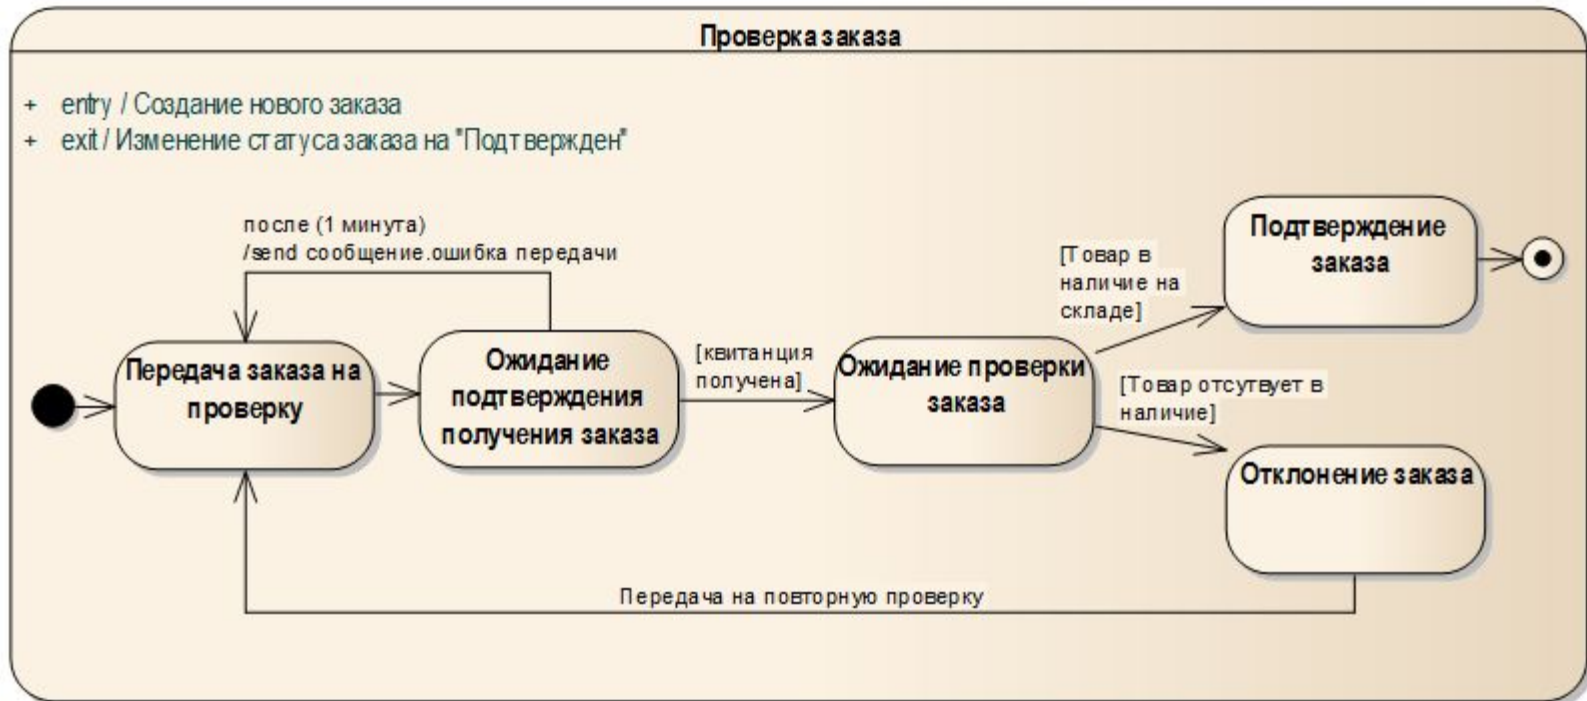 Проверка заказа
+ entry / Создание нового заказа
+ exit / Изменение статуса заказа на "Подтвержден"
после (1 минута)
/send сообщение.ошибка передачи
Передача заказа на
проверку
Ожидание
подтверждения
получения заказа
[квитанция
получена]
Ожидание проверки
заказа
[Товар в
наличие на
складе]
Подтверждение
заказа
[Товар отсутвует в
наличие]
Отклонение заказа
Передача на повторную проверку